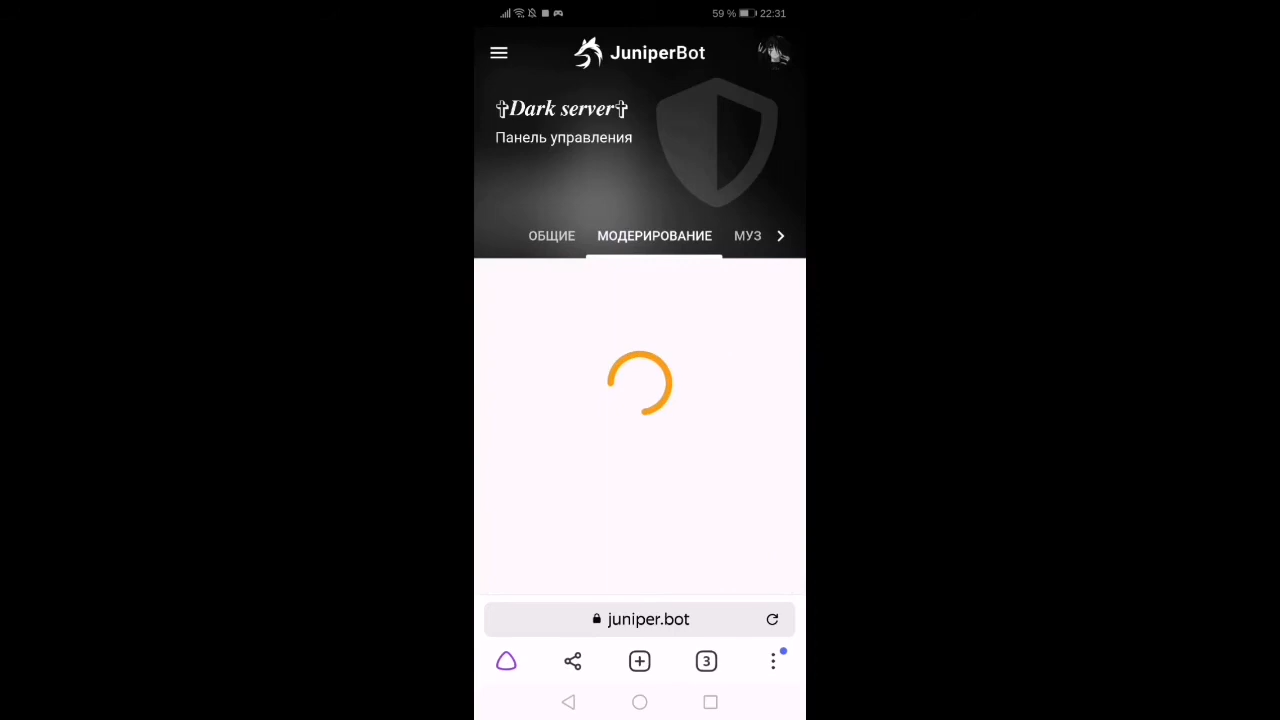 59 % 22:31
JuniperBot
✞Dark server✞
Панель управления
ОБЩИЕ МОДЕРИРОВАНИЕ МУЗ
juniper.bot
3